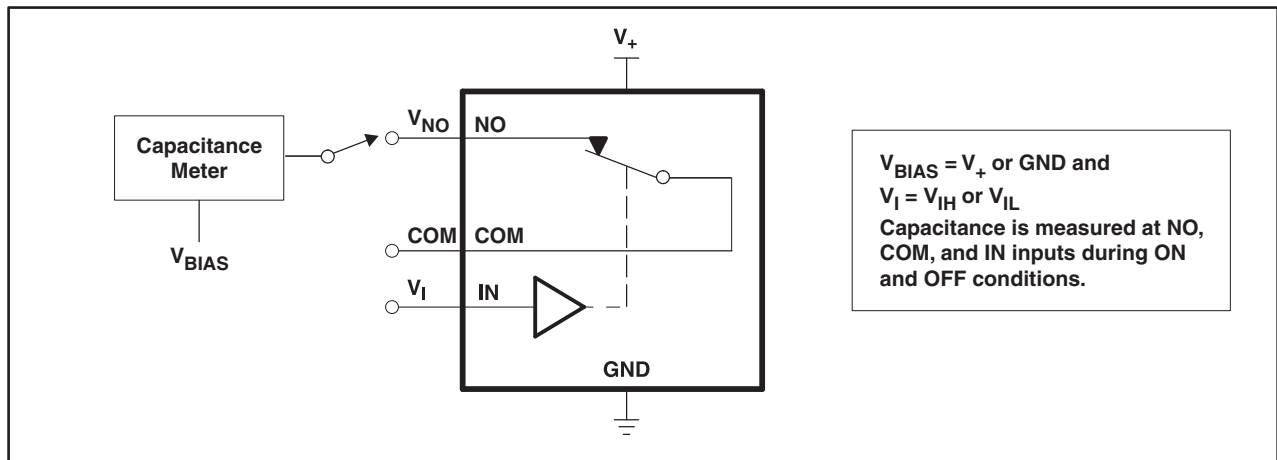 V+
Capacitance
Meter
VBIAS
VNO NO
COM COM
VI IN
GND
VBIAS = V+ or GND and
VI = VIH or VIL
Capacitance is measured at NO,
COM, and IN inputs during ON
and OFF conditions.